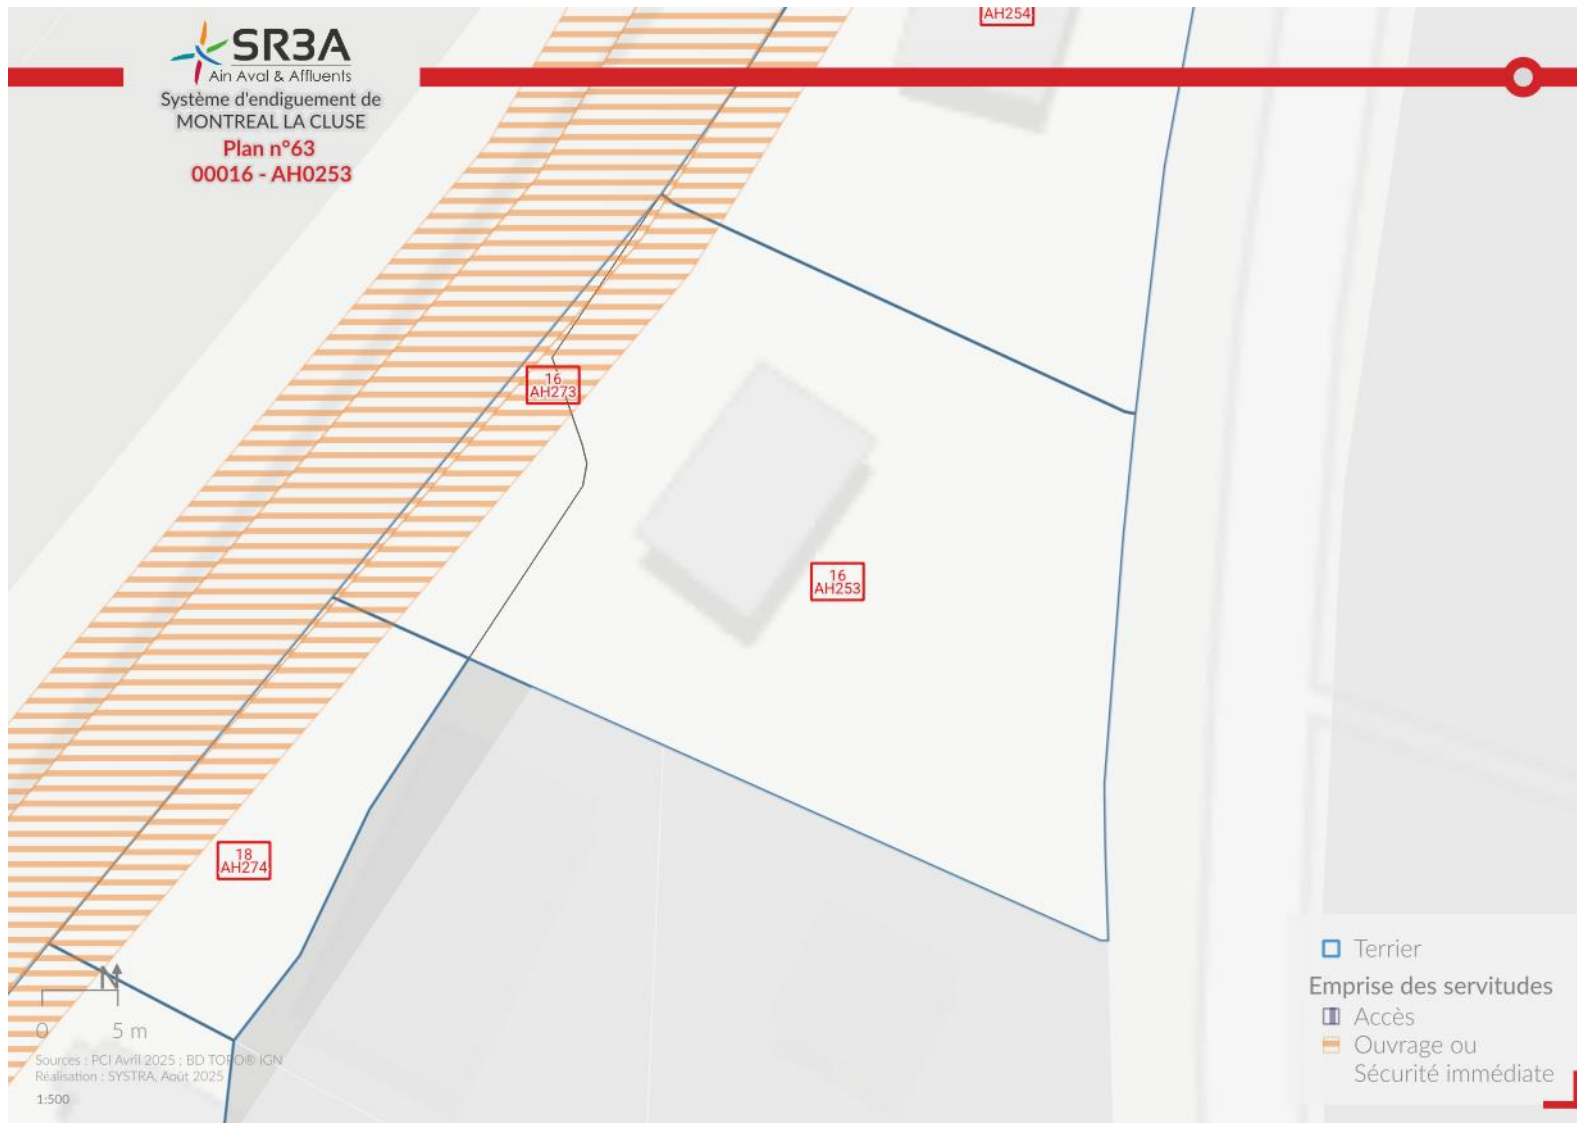 SR3A
Ain Aval & Affluents
Système d'endiguement de
MONTREAL LA CLUSE
Plan n°63
00016 - AH0253
AH254
16
AH273
16
AH253
18
AH274
N
0 5 m
Sources : PCI Avril 2025 ; BD TOPO® IGN
Réalisation : SYSTRA, Août 2025
1:500
Terrier
Emprise des servitudes
Accès
Ouvrage ou
Sécurité immédiate